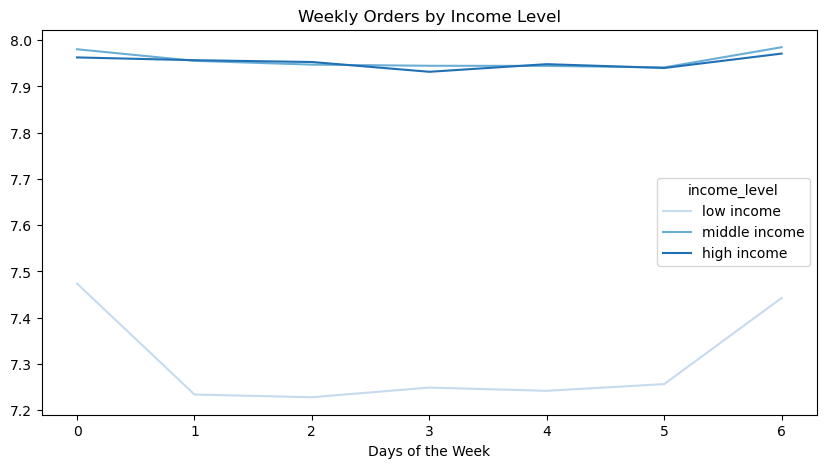 Weekly Orders by Income Level
8.0
7.9
7.8
7.7
7.6
7.5
7.4
7.3
7.2
income_level
low income
middle income
high income
0 1 2 3 4 5 6
Days of the Week